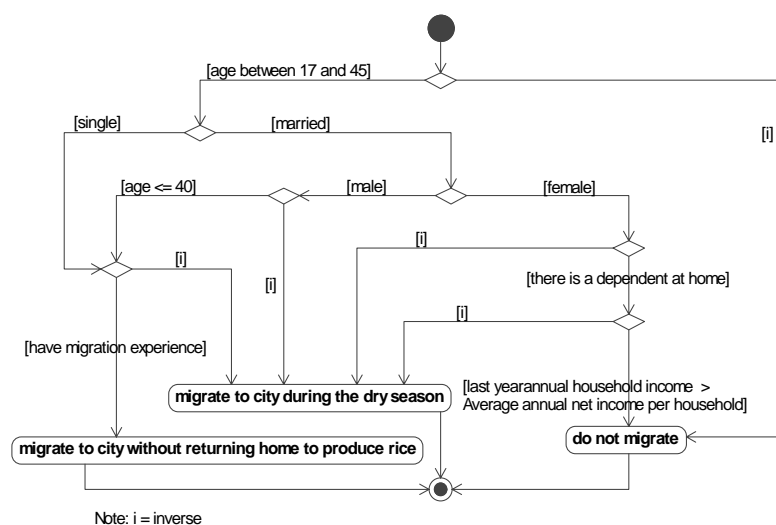 [age between 17 and 45]
[single]
[married]
[i]
[age <= 40]
[male]
[female]
[i]
[i]
[i]
[there is a dependent at home]
[i]
[have migration experience]
[last yearannual household income >
Average annual net income per household]
migrate to city during the dry season
migrate to city without returning home to produce rice
do not migrate
Note: i = inverse